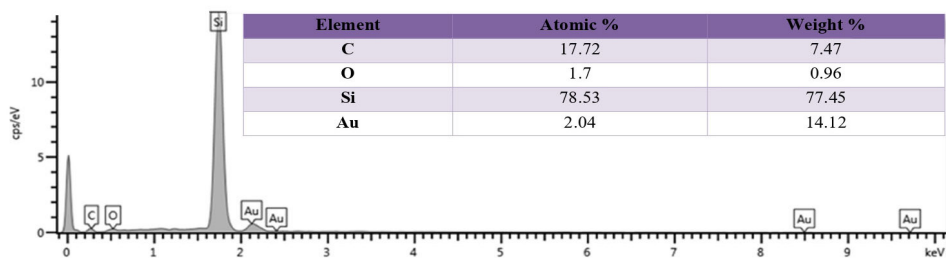 Element Atomic % Weight %
C 17.72 7.47
O 1.7 0.96
Si 78.53 77.45
Au 2.04 14.12
Si
10
cps/eV
5
C O Au Au Au Au
0
0 1 2 3 4 5 6 7 8 9 keV